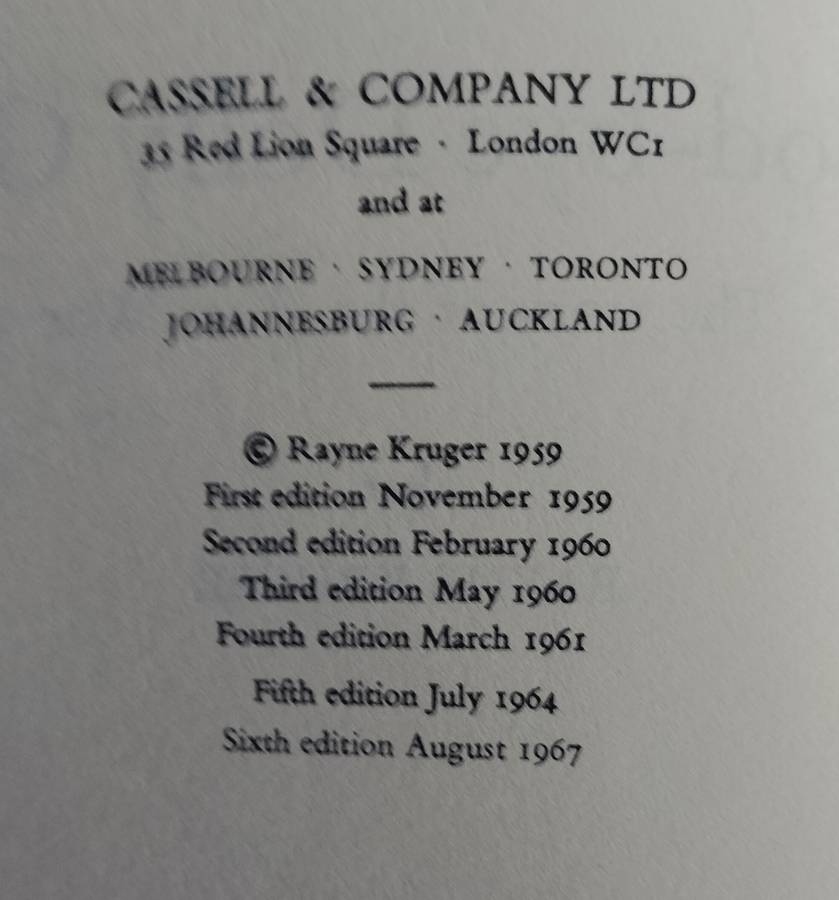 CASSELL & COMPANY LTD
35 Red Lion Square · London WC1
and at
MELBOURNE · SYDNEY · TORONTO
JOHANNESBURG · AUCKLAND
© Rayne Kruger 1959
First edition November 1959
Second edition February 1960
Third edition May 1960
Fourth edition March 1961
Fifth edition July 1964
Sixth edition August 1967